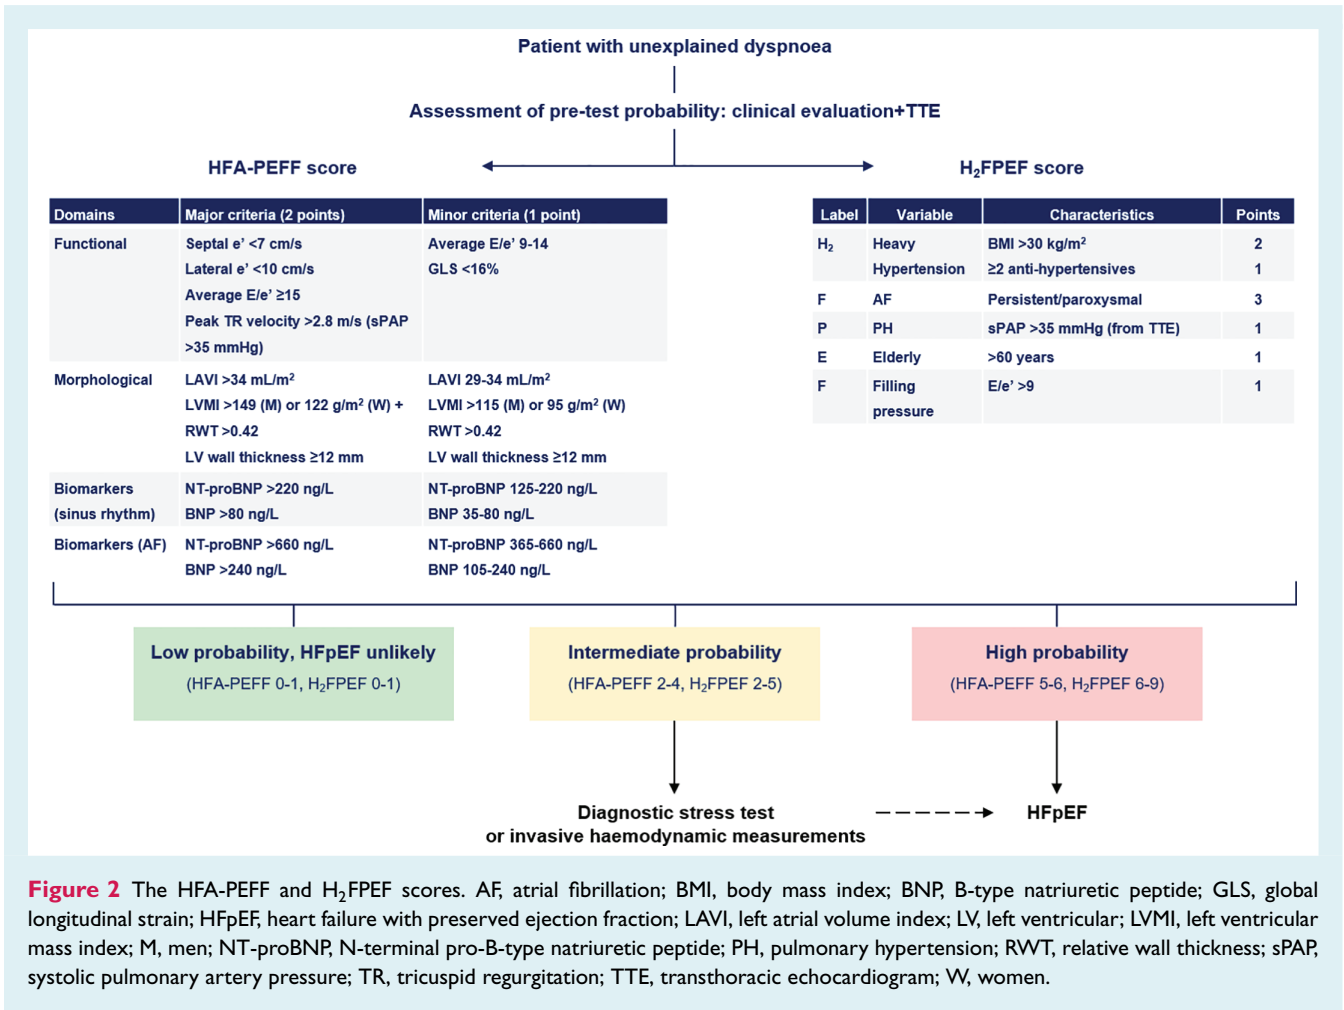 Patient with unexplained dyspnoea
Assessment of pre-test probability: clinical evaluation+TTE
HFA-PEFF score
H₂FPEF score
Domains Major criteria (2 points) Minor criteria (1 point)
Functional Septal e’ <7 cm/s Average E/e’ 9-14
Lateral e’ <10 cm/s GLS <16%
Average E/e’ ≥15
Peak TR velocity >2.8 m/s (sPAP
>35 mmHg)
Morphological LAVI >34 mL/m² LAVI 29-34 mL/m²
LVMI >149 (M) or 122 g/m² (W) + LVMI >115 (M) or 95 g/m² (W)
RWT >0.42 RWT >0.42
LV wall thickness ≥12 mm LV wall thickness ≥12 mm
Biomarkers NT-proBNP >220 ng/L NT-proBNP 125-220 ng/L
(sinus rhythm) BNP >80 ng/L BNP 35-80 ng/L
Biomarkers (AF) NT-proBNP >660 ng/L NT-proBNP 365-660 ng/L
BNP >240 ng/L BNP 105-240 ng/L
Label Variable Characteristics Points
H₂ Heavy BMI >30 kg/m² 2
Hypertension ≥2 anti-hypertensives 1
F AF Persistent/paroxysmal 3
P PH sPAP >35 mmHg (from TTE) 1
E Elderly >60 years 1
F Filling E/e’ >9 1
pressure
Low probability, HFpEF unlikely
(HFA-PEFF 0-1, H₂FPEF 0-1)
Intermediate probability
(HFA-PEFF 2-4, H₂FPEF 2-5)
High probability
(HFA-PEFF 5-6, H₂FPEF 6-9)
Diagnostic stress test
or invasive haemodynamic measurements
HFpEF
Figure 2 The HFA-PEFF and H₂FPEF scores. AF, atrial fibrillation; BMI, body mass index; BNP, B-type natriuretic peptide; GLS, global
longitudinal strain; HFpEF, heart failure with preserved ejection fraction; LAVI, left atrial volume index; LV, left ventricular; LVMI, left ventricular
mass index; M, men; NT-proBNP, N-terminal pro-B-type natriuretic peptide; PH, pulmonary hypertension; RWT, relative wall thickness; sPAP,
systolic pulmonary artery pressure; TR, tricuspid regurgitation; TTE, transthoracic echocardiogram; W, women.